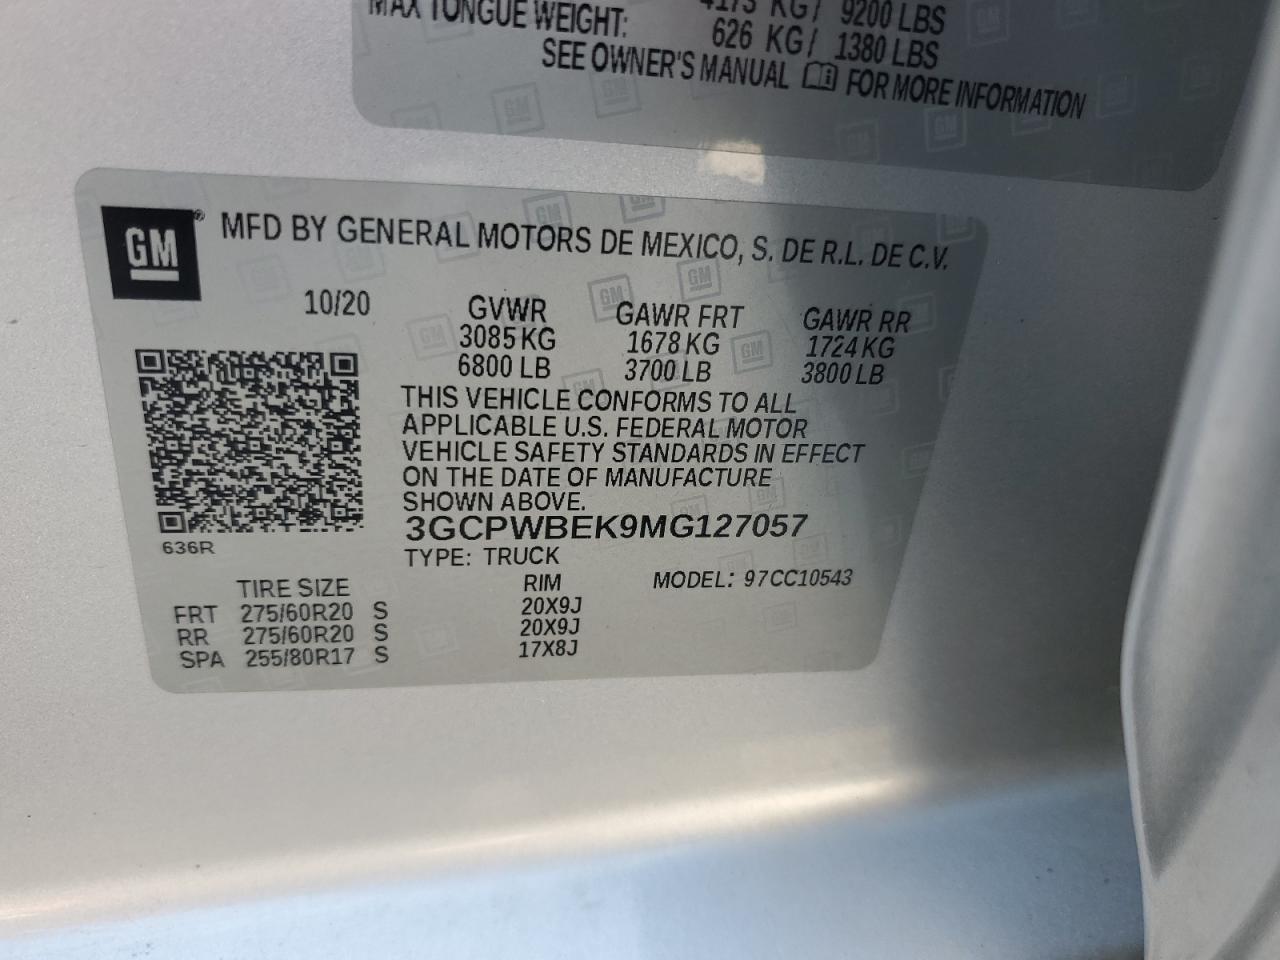 MAX TONGUE WEIGHT: 626 KG/ 1380 LBS
4173 KG/ 9200 LBS
SEE OWNER'S MANUAL FOR MORE INFORMATION
GM® MFD BY GENERAL MOTORS DE MEXICO, S. DE R.L. DE C.V.
10/20 GVWR GAWR FRT GAWR RR
3085 KG 1678 KG 1724 KG
6800 LB 3700 LB 3800 LB
THIS VEHICLE CONFORMS TO ALL
APPLICABLE U.S. FEDERAL MOTOR
VEHICLE SAFETY STANDARDS IN EFFECT
ON THE DATE OF MANUFACTURE
SHOWN ABOVE.
3GCPWBEK9MG127057
636R TYPE: TRUCK
TIRE SIZE RIM MODEL: 97CC10543
FRT 275/60R20 S 20X9J
RR 275/60R20 S 20X9J
SPA 255/80R17 S 17X8J